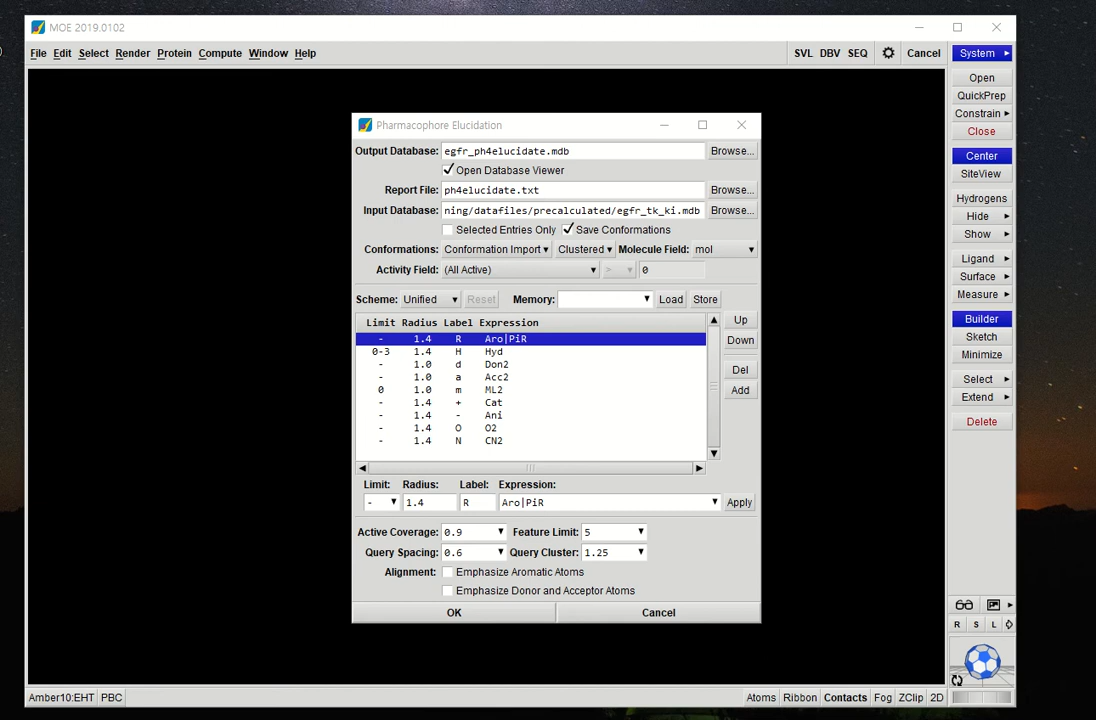 MOE 2019.0102
File Edit Select Render Protein Compute Window Help SVL DBV SEQ Cancel System
Open
QuickPrep
Constrain
Close
Center
SiteView
Hydrogens
Hide
Show
Ligand
Surface
Measure
Builder
Sketch
Minimize
Select
Extend
Delete
R S L
Pharmacophore Elucidation
Output Database: egfr_ph4elucidate.mdb Browse...
Open Database Viewer
Report File: ph4elucidate.txt Browse...
Input Database: ning/datafiles/precalculated/egfr_tk_ki.mdb Browse...
Selected Entries Only Save Conformations
Conformations: Conformation Import Clustered Molecule Field: mol
Activity Field: (All Active) > 0
Scheme: Unified Reset Memory: Load Store
Limit Radius Label Expression
- 1.4 R Aro|PiR
0-3 1.4 H Hyd
- 1.0 d Don2
- 1.0 a Acc2
0 1.0 m ML2
- 1.4 + Cat
- 1.4 - Ani
- 1.4 O O2
- 1.4 N CN2
Up
Down
Del
Add
Limit: Radius: Label: Expression:
- 1.4 R Aro|PiR Apply
Active Coverage: 0.9 Feature Limit: 5
Query Spacing: 0.6 Query Cluster: 1.25
Alignment: Emphasize Aromatic Atoms
Emphasize Donor and Acceptor Atoms
OK Cancel
Amber10:EHT PBC Atoms Ribbon Contacts Fog ZClip 2D